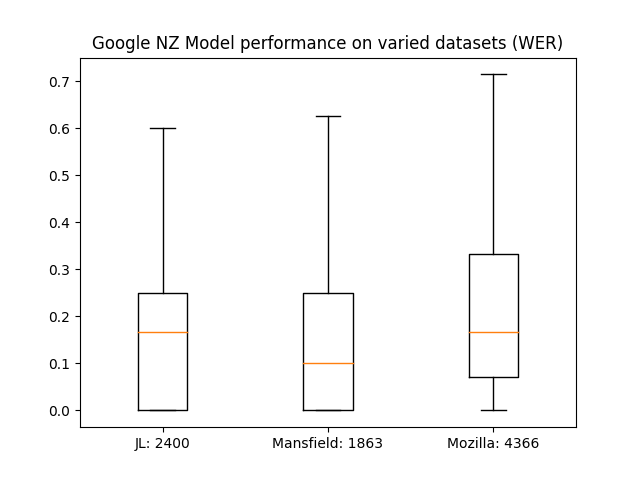 Google NZ Model performance on varied datasets (WER)
0.7
0.6
0.5
0.4
0.3
0.2
0.1
0.0
JL: 2400
Mansfield: 1863
Mozilla: 4366